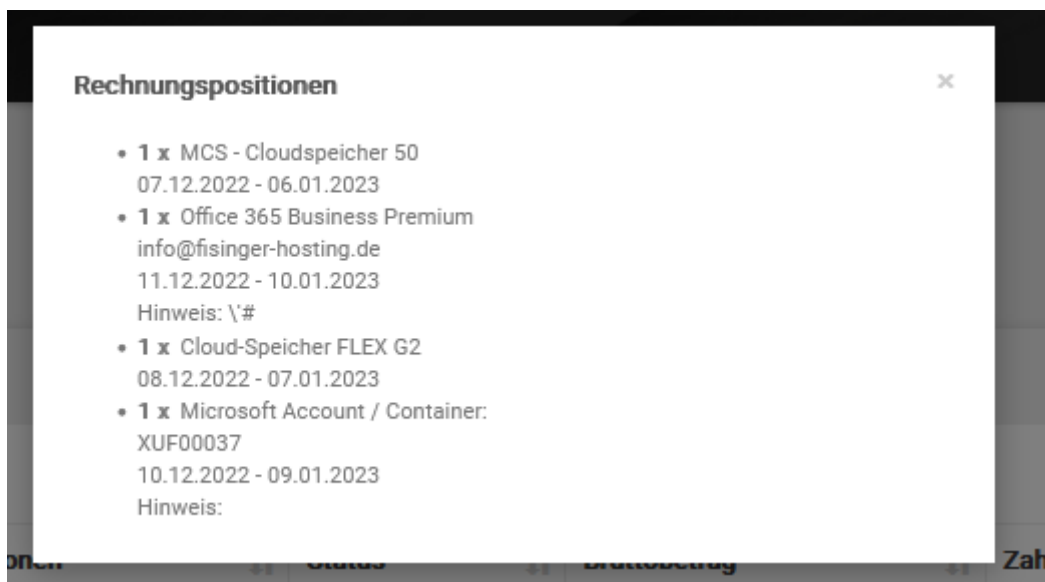 Rechnungspositionen ×
• 1 x MCS - Cloudspeicher 50
07.12.2022 - 06.01.2023
• 1 x Office 365 Business Premium
info@fisinger-hosting.de
11.12.2022 - 10.01.2023
Hinweis: \'#
• 1 x Cloud-Speicher FLEX G2
08.12.2022 - 07.01.2023
• 1 x Microsoft Account / Container:
XUF00037
10.12.2022 - 09.01.2023
Hinweis:
onen Status Bruttobetrag Zah